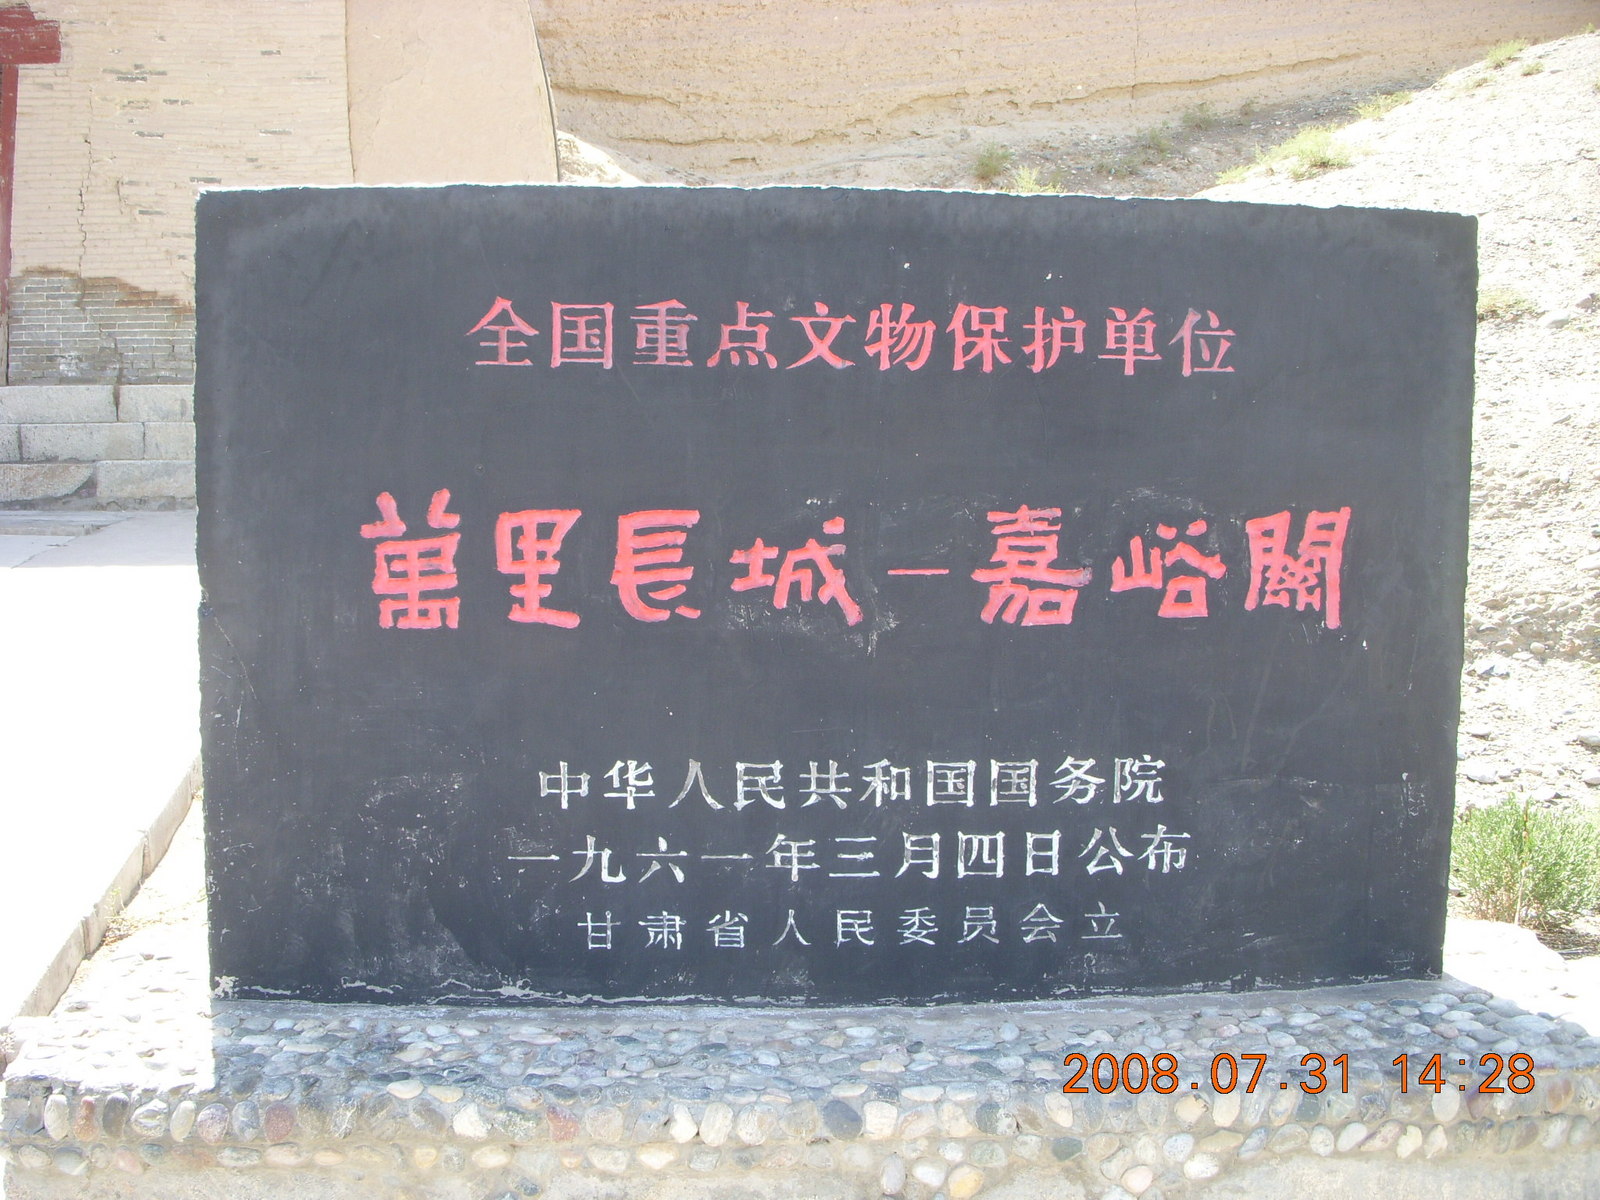 全国重点文物保护单位
萬里長城—嘉峪關
中华人民共和国国务院
一九六一年三月四日公布
甘肃省人民委员会立
2008.07.31 14:28